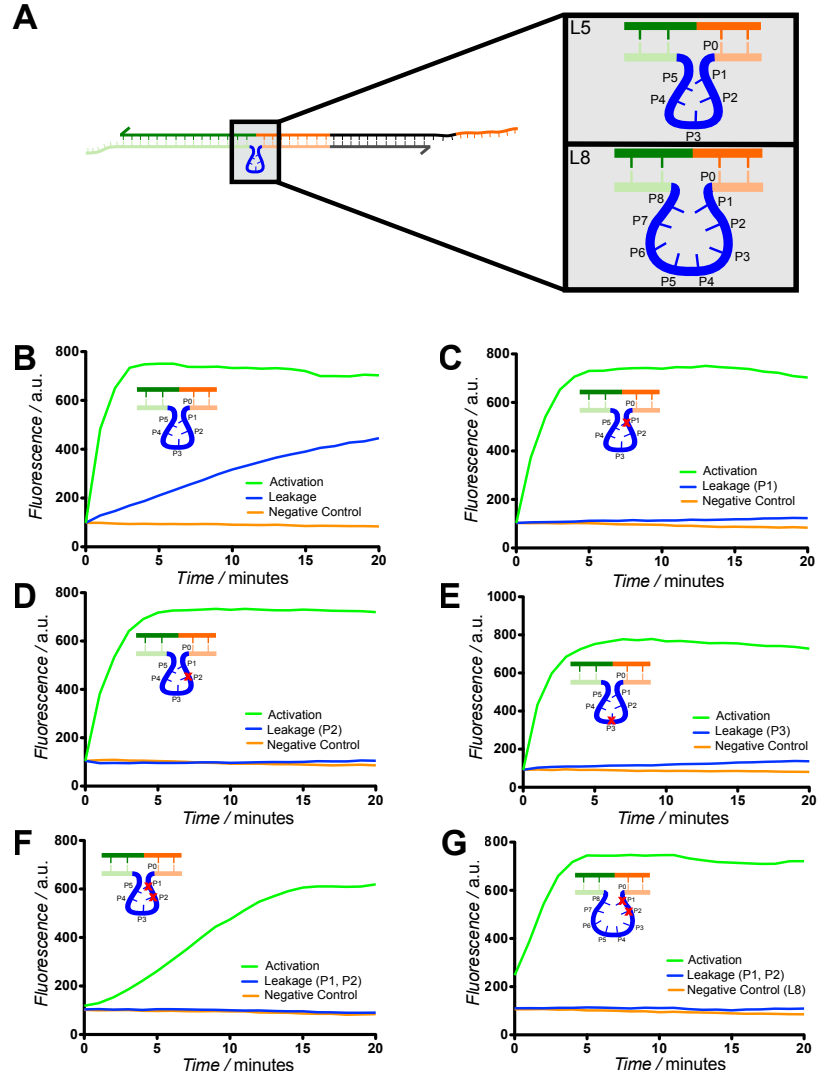 A
L5
P0
P5
P1
P4
P2
P3
L8
P0
P8
P1
P7
P2
P6
P3
P5
P4
B
Fluorescence / a.u.
800
600
400
200
0
0 5 10 15 20
Time / minutes
P0
P5
P1
P4
P2
P3
Activation
Leakage
Negative Control
C
Fluorescence / a.u.
800
600
400
200
0
0 5 10 15 20
Time / minutes
P0
P5
P1
P4
P2
P3
Activation
Leakage (P1)
Negative Control
D
Fluorescence / a.u.
800
600
400
200
0
0 5 10 15 20
Time / minutes
P0
P5
P1
P4
P2
P3
Activation
Leakage (P2)
Negative Control
E
Fluorescence / a.u.
1000
800
600
400
200
0
0 5 10 15 20
Time / minutes
P0
P5
P1
P4
P2
P3
Activation
Leakage (P3)
Negative Control
F
Fluorescence / a.u.
800
600
400
200
0
0 5 10 15 20
Time / minutes
P0
P5
P1
P4
P2
P3
Activation
Leakage (P1, P2)
Negative Control
G
Fluorescence / a.u.
800
600
400
200
0
0 5 10 15 20
Time / minutes
P0
P8
P1
P7
P2
P6
P3
P5
P4
Activation
Leakage (P1, P2)
Negative Control (L8)